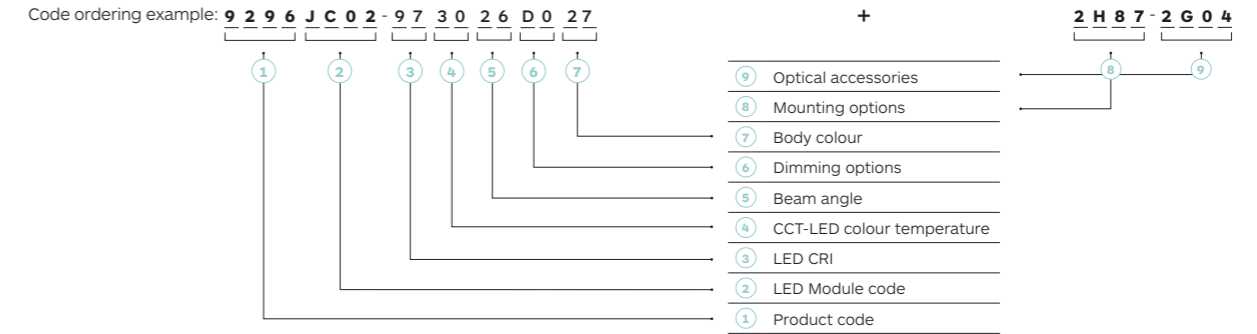 Code ordering example: 9296 JC02-97 30 26 D0 27 + 2H87-2G04
1 2 3 4 5 6 7 8 9
9 Optical accessories
8 Mounting options
7 Body colour
6 Dimming options
5 Beam angle
4 CCT-LED colour temperature
3 LED CRI
2 LED Module code
1 Product code